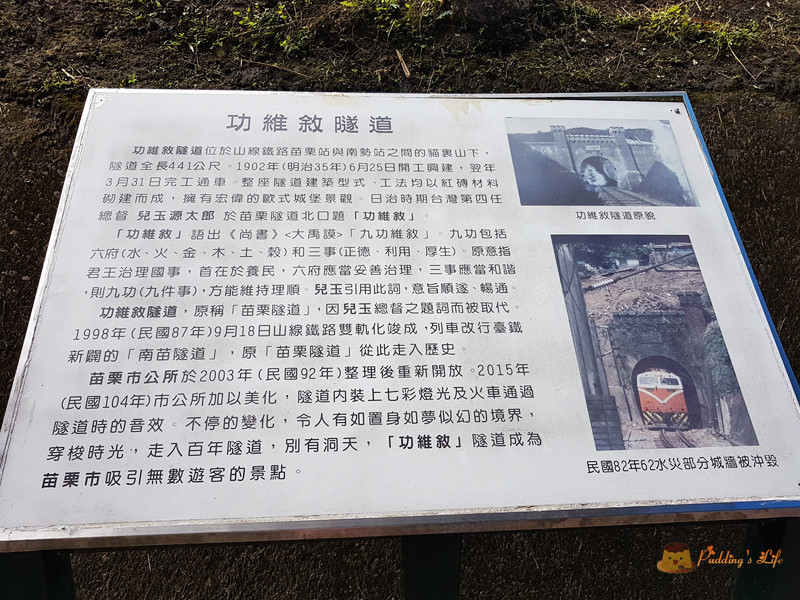 功維敘隧道
功維敘隧道位於山線鐵路苗栗站與南勢站之間的貓裏山下，
隧道全長441公尺。1902年(明治35年)6月25日開工興建，翌年
3月31日完工通車。整座隧道建築型式、工法均以紅磚材料
砌建而成，擁有宏偉的歐式城堡景觀。日治時期台灣第四任
總督 兒玉源太郎 於苗栗隧道北口題「功維敘」。
「功維敘」語出《尚書》<大禹謨>「九功維敘」。九功包括
六府(水、火、金、木、土、穀)和三事(正德、利用、厚生)。原意指
君王治理國事，首在於養民，六府應當妥善治理，三事應當和諧
，則九功(九件事)，方能維持理順。兒玉引用此詞，意旨順遂、暢通。
功維敘隧道，原稱「苗栗隧道」，因兒玉總督之題詞而被取代。
1998年(民國87年)9月18日山線鐵路雙軌化竣成，列車改行臺鐵
新闢的「南苗隧道」，原「苗栗隧道」從此走入歷史。
苗栗市公所於2003年(民國92年)整理後重新開放。2015年
(民國104年)市公所加以美化，隧道內裝上七彩燈光及火車通過
隧道時的音效。不停的變化，令人有如置身如夢似幻的境界，
穿梭時光，走入百年隧道，別有洞天，「功維敘」隧道成為
苗栗市吸引無數遊客的景點。
功維敘隧道原貌
民國82年62水災部分城牆被沖毀
Pudding's Life